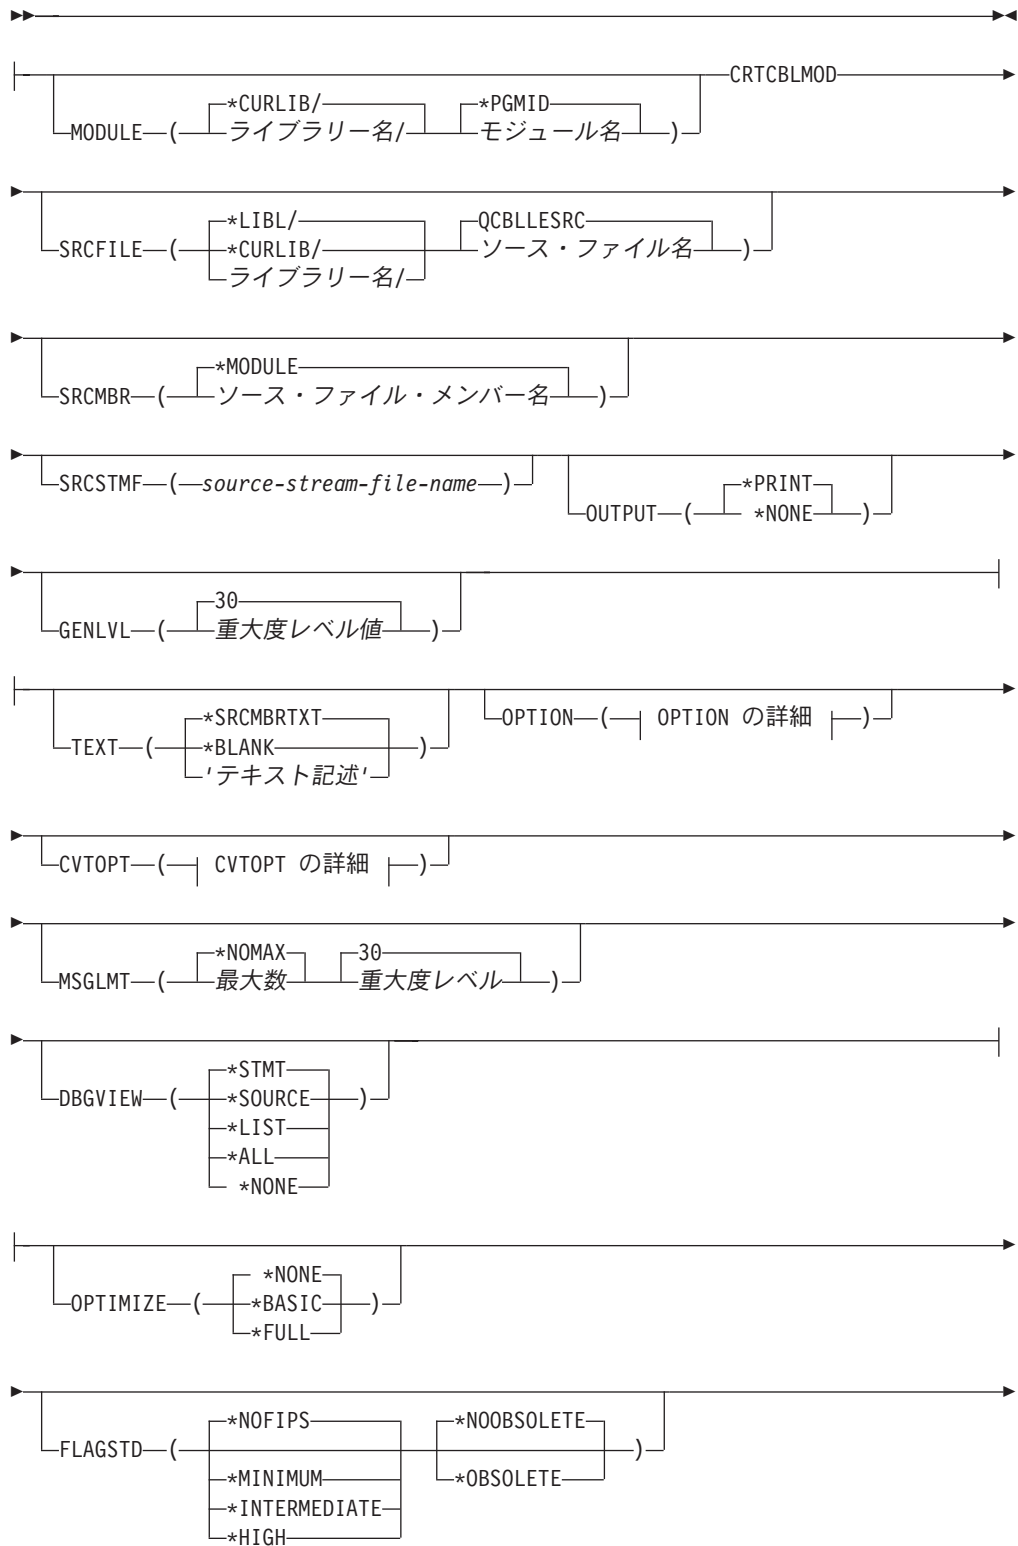 *CURLIB/ *PGMID CRTCBLMOD
MODULE ( ライブラリー名/ モジュール名 )
*LIBL/ QCBLLESRC
SRCFILE ( *CURLIB/ ソース・ファイル名 )
ライブラリー名/
*MODULE
SRCMBR ( ソース・ファイル・メンバー名 )
SRCSTMF ( source-stream-file-name ) *PRINT
OUTPUT ( *NONE )
30
GENLVL ( 重大度レベル値 )
*SRCMBRTXT OPTION ( OPTION の詳細 )
TEXT ( *BLANK )
'テキスト記述'
CVTOPT ( CVTOPT の詳細 )
*NOMAX 30
MSGLMT ( 最大数 重大度レベル )
*STMT
DBGVIEW ( *SOURCE )
*LIST
*ALL
*NONE
*NONE
OPTIMIZE ( *BASIC )
*FULL
*NOFIPS *NOOBSOLETE
FLAGSTD ( )
*MINIMUM *OBSOLETE
*INTERMEDIATE
*HIGH